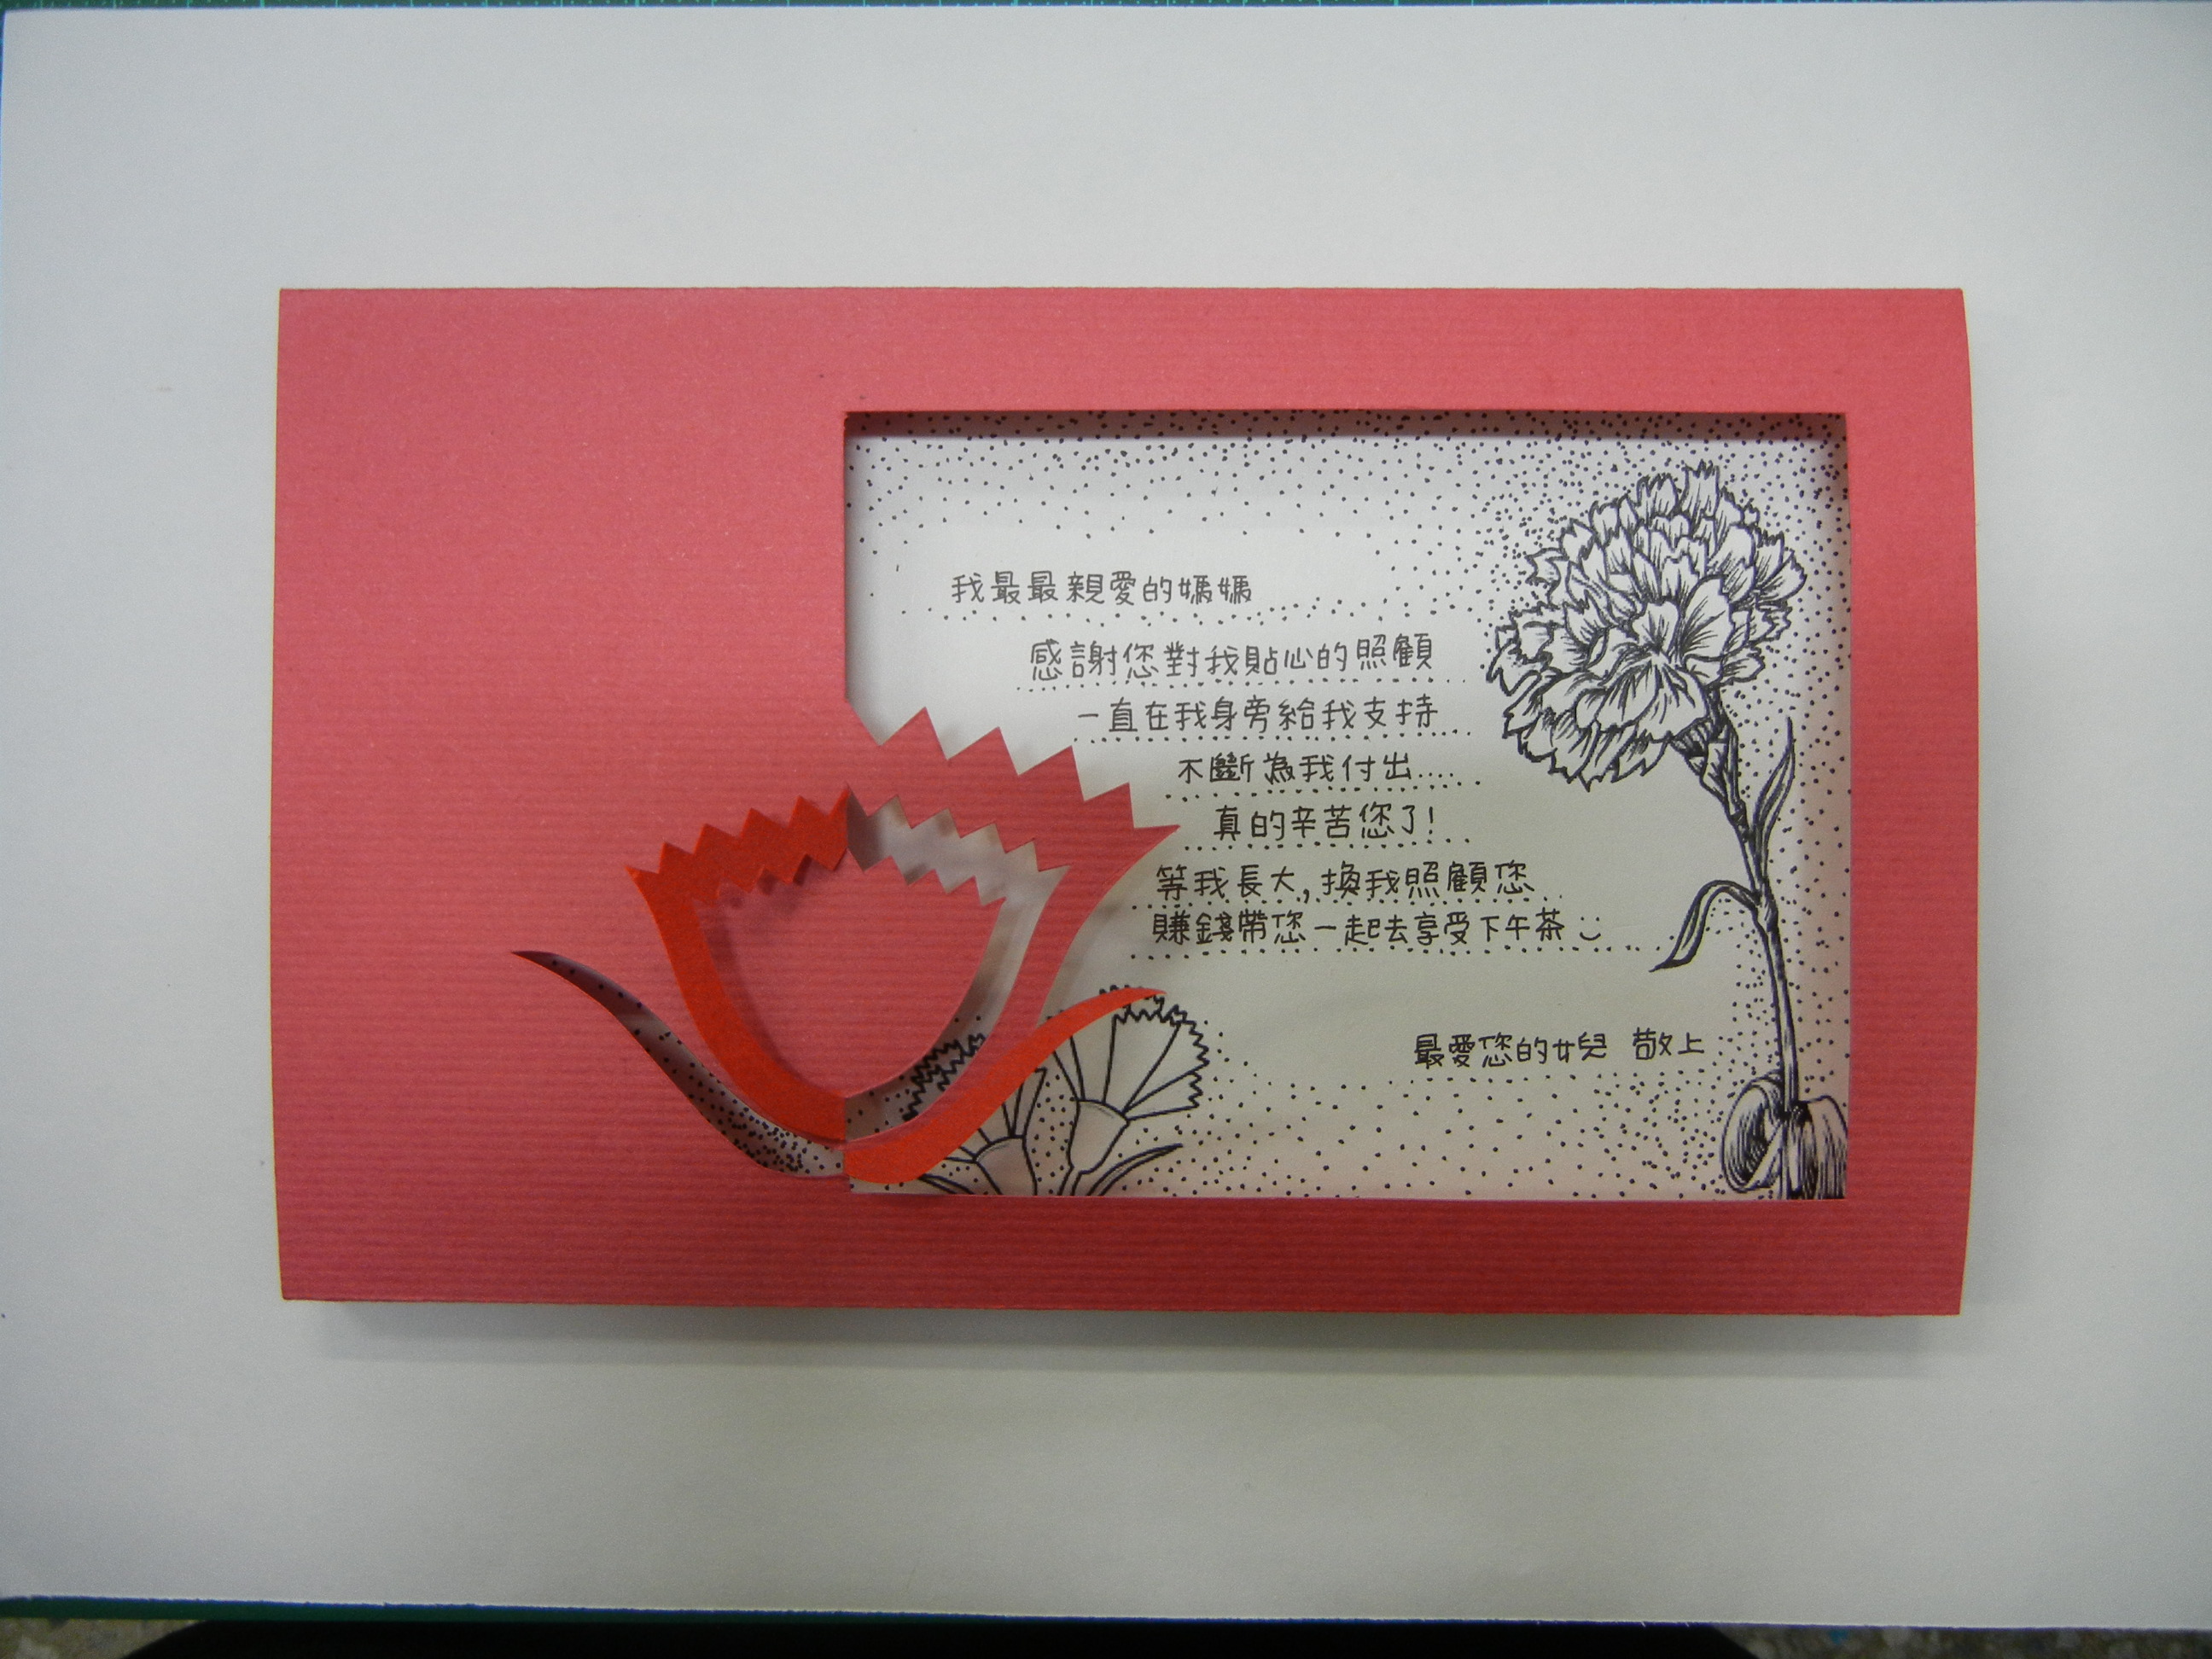 我最最親愛的媽媽
感謝您對我貼心的照顧
一直在我身旁給我支持
不斷為我付出....
真的辛苦您了!
等我長大,換我照顧您
賺錢帶您一起去享受下午茶
最愛您的女兒 敬上